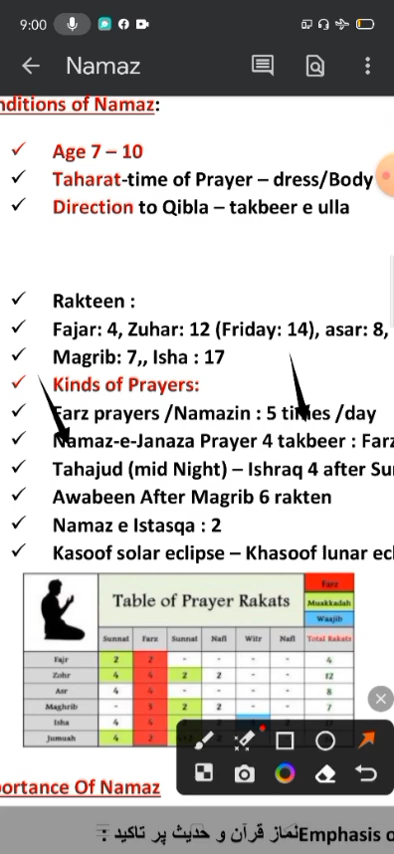 9:00
Namaz
nditions of Namaz:
✓ Age 7 – 10
✓ Taharat-time of Prayer – dress/Body
✓ Direction to Qibla – takbeer e ulla
✓ Rakteen :
✓ Fajar: 4, Zuhar: 12 (Friday: 14), asar: 8,
✓ Magrib: 7,, Isha : 17
✓ Kinds of Prayers:
✓ Farz prayers /Namazin : 5 times /day
✓ Namaz-e-Janaza Prayer 4 takbeer : Farz
✓ Tahajud (mid Night) – Ishraq 4 after Su
✓ Awabeen After Magrib 6 rakten
✓ Namaz e Istasqa : 2
✓ Kasoof solar eclipse – Khasoof lunar ecl
Table of Prayer Rakats
Farz
Muakkadah
Waajib
Sunnat Farz Sunnat Nafl Witr Nafl Total Rakats
Fajr 2 2 - - - - 4
Zohr 4 4 2 2 - - 12
Asr 4 4 - - - - 8
Maghrib - 3 2 2 - - 7
Isha 4 4
Jumuah 4 2
portance Of Namaz
نماز قرآن و حدیث پر تاکید :Emphasis o